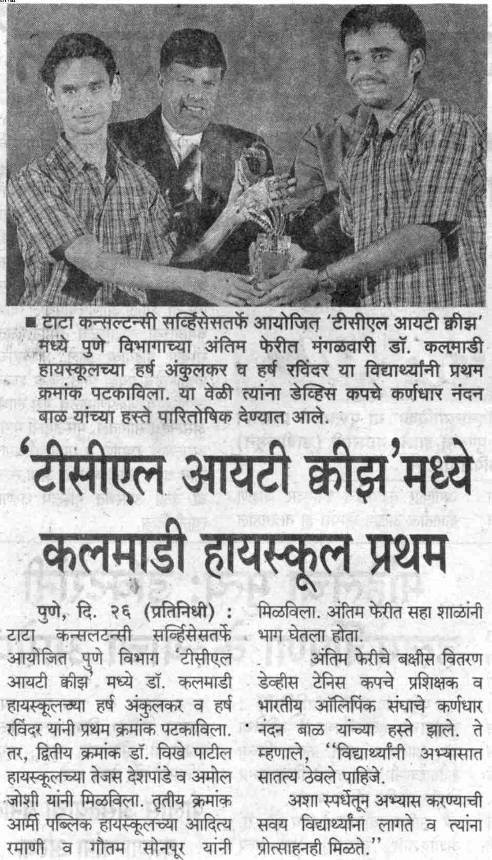 ■ टाटा कन्सल्टन्सी सर्व्हिसेसतर्फे आयोजित ‘टीसीएल आयटी क्वीझ’
मध्ये पुणे विभागाच्या अंतिम फेरीत मंगळवारी डॉ. कलमाडी
हायस्कूलच्या हर्ष अंकुलकर व हर्ष रविंदर या विद्यार्थ्यांनी प्रथम
क्रमांक पटकाविला. या वेळी त्यांना डेव्हिस कपचे कर्णधार नंदन
बाळ यांच्या हस्ते पारितोषिक देण्यात आले.
‘टीसीएल आयटी क्वीझ’मध्ये
कलमाडी हायस्कूल प्रथम
पुणे, दि. २६ (प्रतिनिधी) :
टाटा कन्सलटन्सी सर्व्हिसेसतर्फे
आयोजित पुणे विभाग ‘टीसीएल
आयटी क्वीझ’ मध्ये डॉ. कलमाडी
हायस्कूलच्या हर्ष अंकुलकर व हर्ष
रविंदर यांनी प्रथम क्रमांक पटकाविला.
तर, द्वितीय क्रमांक डॉ. विखे पाटील
हायस्कूलच्या तेजस देशपांडे व अमोल
जोशी यांनी मिळविला. तृतीय क्रमांक
आर्मी पब्लिक हायस्कूलच्या आदित्य
रमाणी व गौतम सोनपूर यांनी
मिळविला. अंतिम फेरीत सहा शाळांनी
भाग घेतला होता.
अंतिम फेरीचे बक्षीस वितरण
डेव्हीस टेनिस कपचे प्रशिक्षक व
भारतीय ऑलिंपिक संघाचे कर्णधार
नंदन बाळ यांच्या हस्ते झाले. ते
म्हणाले, ‘‘विद्यार्थ्यांनी अभ्यासात
सातत्य ठेवले पाहिजे.
अशा स्पर्धेतून अभ्यास करण्याची
सवय विद्यार्थ्यांना लागते व त्यांना
प्रोत्साहनही मिळते.’’